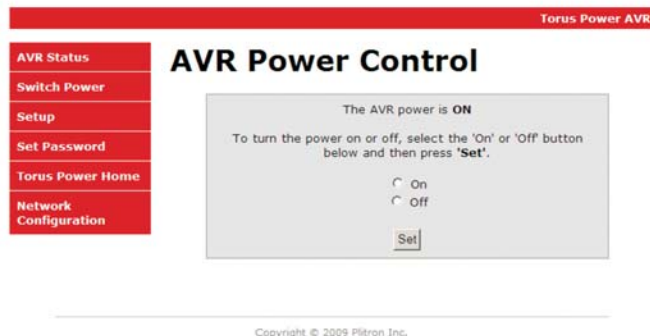 Torus Power AVR
AVR Status
Switch Power
Setup
Set Password
Torus Power Home
Network
Configuration
AVR Power Control
The AVR power is ON
To turn the power on or off, select the 'On' or 'Off' button
below and then press 'Set'.
On
Off
Set
Copyright © 2009 Plitron Inc.